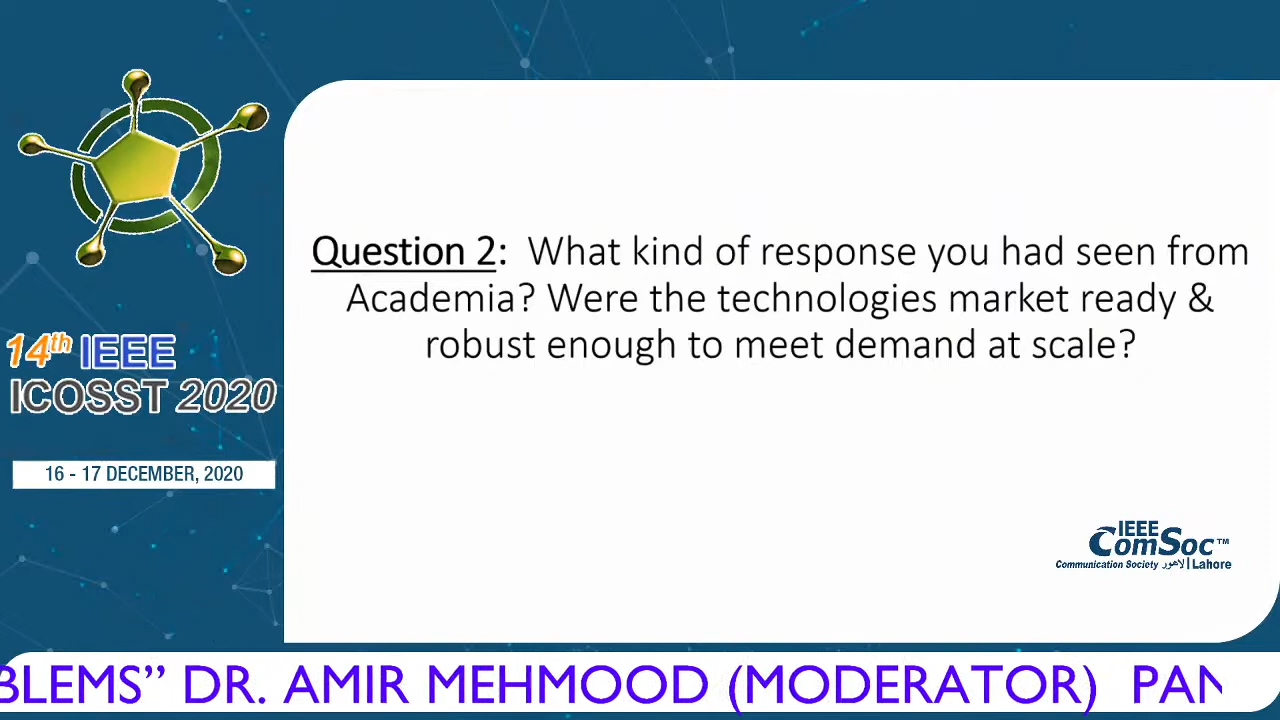 14th IEEE
ICOSST 2020
16 - 17 DECEMBER, 2020
Question 2:  What kind of response you had seen from
Academia? Were the technologies market ready &
robust enough to meet demand at scale?
IEEE
ComSoc™
Communication Society لاہور | Lahore
BLEMS” DR. AMIR MEHMOOD (MODERATOR)  PAN